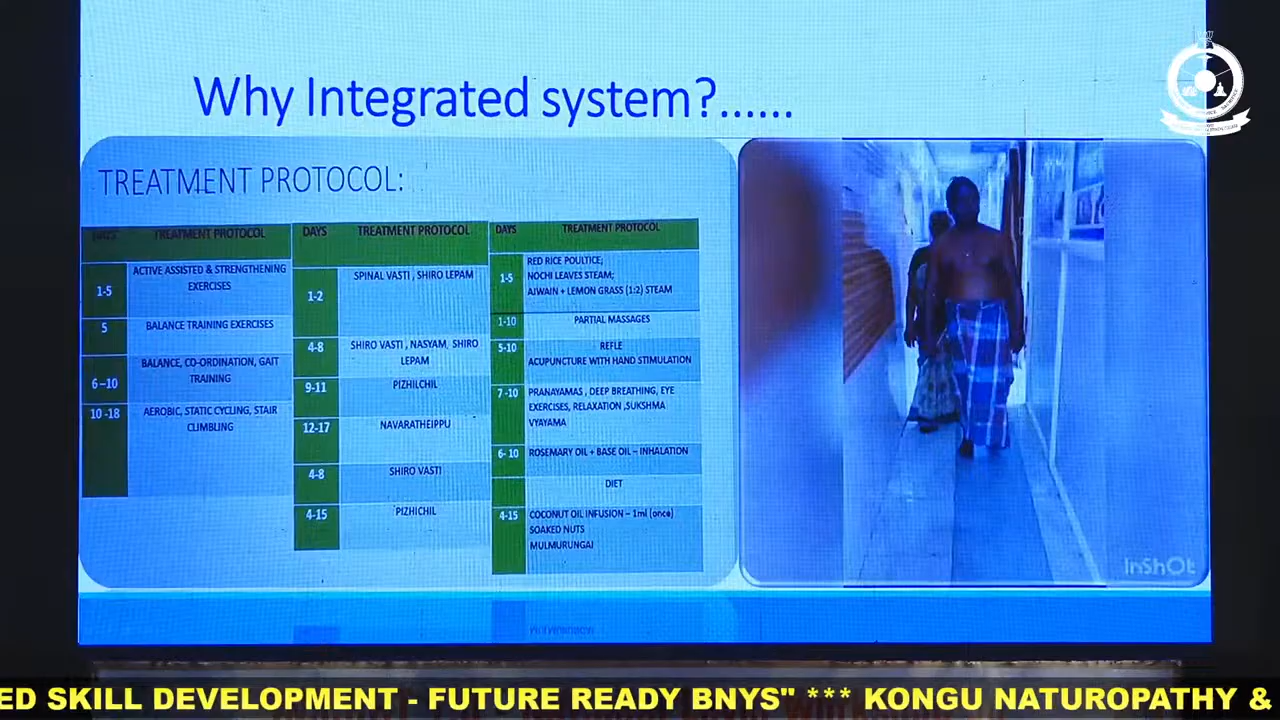 Why Integrated system?......
TREATMENT PROTOCOL:
DAYS TREATMENT PROTOCOL
1-5 ACTIVE ASSISTED & STRENGTHENING
EXERCISES
5 BALANCE TRAINING EXERCISES
6-10 BALANCE, CO-ORDINATION, GAIT
TRAINING
10-18 AEROBIC, STATIC CYCLING, STAIR
CLIMBLING
DAYS TREATMENT PROTOCOL
1-2 SPINAL VASTI , SHIRO LEPAM
4-8 SHIRO VASTI , NASYAM, SHIRO
LEPAM
9-11 PIZHILCHIL
12-17 NAVARATHEIPPU
4-8 SHIRO VASTI
4-15 PIZHICHIL
DAYS TREATMENT PROTOCOL
1-5 RED RICE POULTICE;
NOCHI LEAVES STEAM;
AJWAIN + LEMON GRASS (1:2) STEAM
1-10 PARTIAL MASSAGES
5-10 REFLE
ACUPUNCTURE WITH HAND STIMULATION
7-10 PRANAYAMAS , DEEP BREATHING, EYE
EXERCISES, RELAXATION ,SUKSHMA
VYAYAMA
6-10 ROSEMARY OIL + BASE OIL – INHALATION
DIET
4-15 COCONUT OIL INFUSION – 1ml (once)
SOAKED NUTS
MULMURUNGAI
InShOt
ED SKILL DEVELOPMENT - FUTURE READY BNYS" *** KONGU NATUROPATHY &